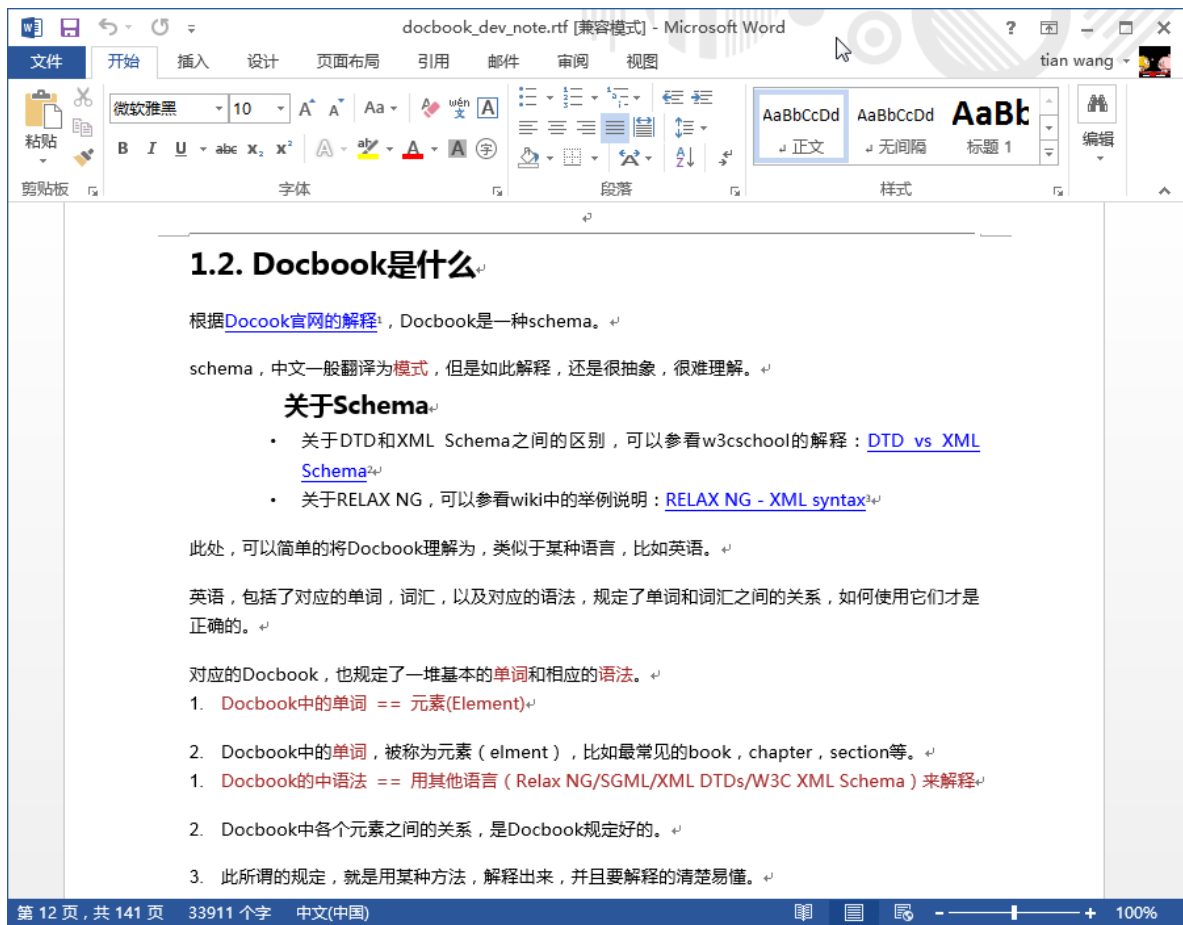 docbook_dev_note.rtf [兼容模式] - Microsoft Word
文件 开始 插入 设计 页面布局 引用 邮件 审阅 视图 tian wang
微软雅黑 10 Aa wén 文 A
粘贴 B I U abc x₂ x² A aby A A 字
AaBbCcDd AaBbCcDd AaBb
正文 无间隔 标题 1
编辑
剪贴板 字体 段落 样式
1.2. Docbook是什么
根据Docook官网的解释1，Docbook是一种schema。
schema，中文一般翻译为模式，但是如此解释，还是很抽象，很难理解。
关于Schema
• 关于DTD和XML Schema之间的区别，可以参看w3cschool的解释：DTD vs XML
Schema2
• 关于RELAX NG，可以参看wiki中的举例说明：RELAX NG - XML syntax3
此处，可以简单的将Docbook理解为，类似于某种语言，比如英语。
英语，包括了对应的单词，词汇，以及对应的语法，规定了单词和词汇之间的关系，如何使用它们才是
正确的。
对应的Docbook，也规定了一堆基本的单词和相应的语法。
1. Docbook中的单词 == 元素(Element)
2. Docbook中的单词，被称为元素（elment），比如最常见的book，chapter，section等。
1. Docbook的中语法 == 用其他语言（Relax NG/SGML/XML DTDs/W3C XML Schema）来解释
2. Docbook中各个元素之间的关系，是Docbook规定好的。
3. 此所谓的规定，就是用某种方法，解释出来，并且要解释的清楚易懂。
第 12 页，共 141 页 33911 个字 中文(中国) 100%